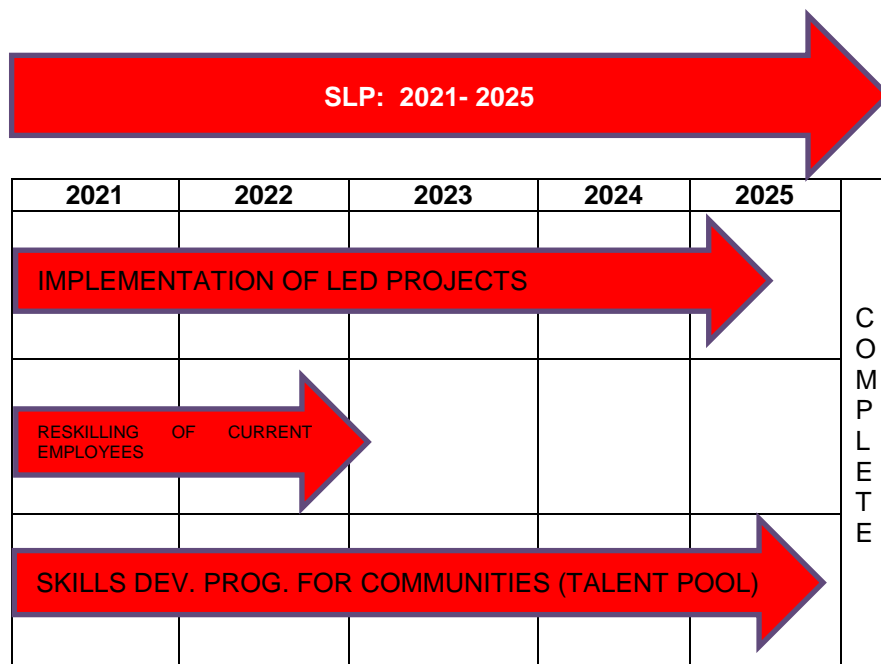 SLP: 2021- 2025
2021 2022 2023 2024 2025
IMPLEMENTATION OF LED PROJECTS
RESKILLING OF CURRENT
EMPLOYEES
SKILLS DEV. PROG. FOR COMMUNITIES (TALENT POOL)
C
O
M
P
L
E
T
E